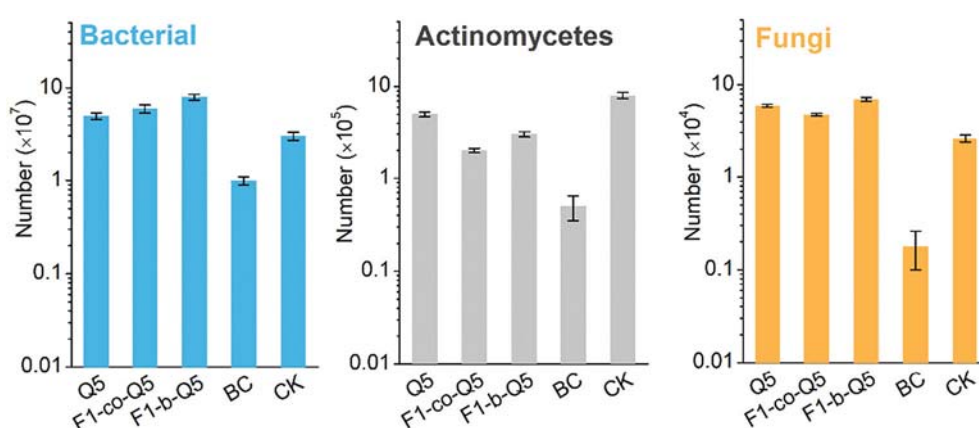 Bacterial
Number (×10⁷)
10
1
0.1
0.01
Q5
F1-co-Q5
F1-b-Q5
BC
CK
Actinomycetes
Number (×10⁵)
10
1
0.1
0.01
Q5
F1-co-Q5
F1-b-Q5
BC
CK
Fungi
Number (×10⁴)
10
1
0.1
0.01
Q5
F1-co-Q5
F1-b-Q5
BC
CK